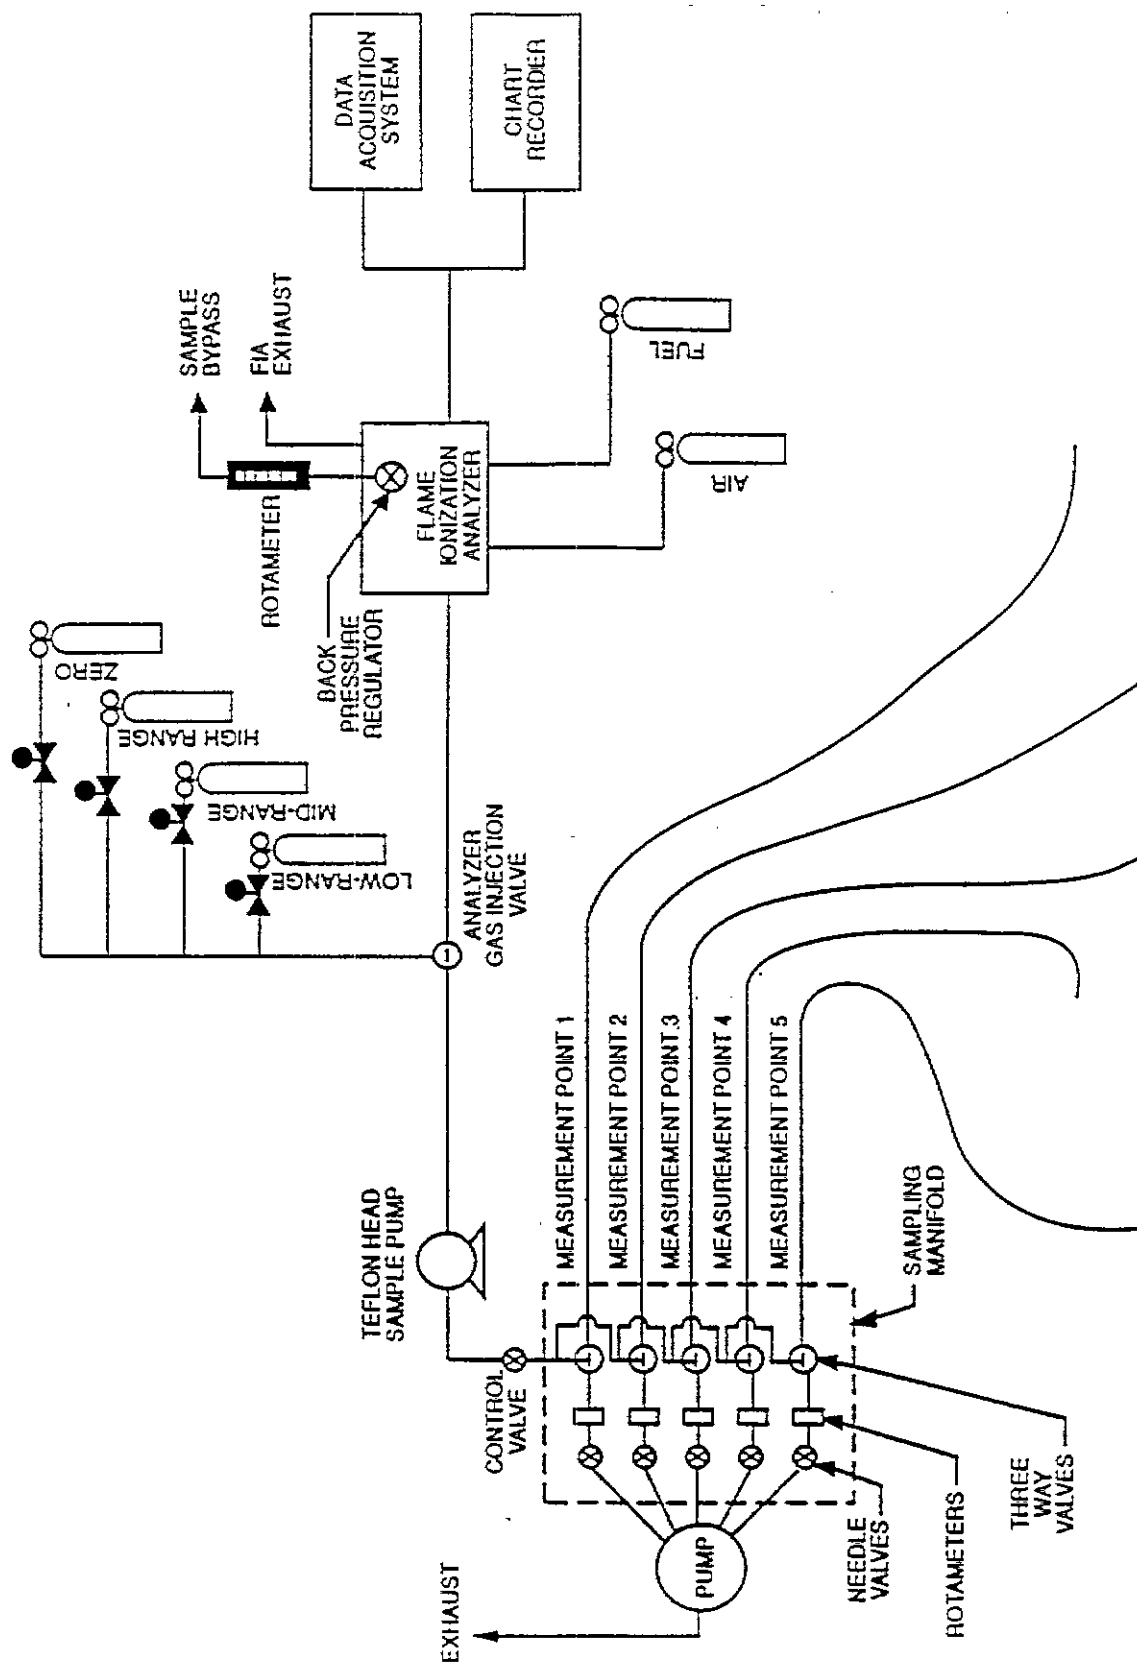 DATA
ACQUISITION
SYSTEM
CHART
RECORDER
SAMPLE
BYPASS
FIA
EXHAUST
FUEL
AIR
ROTAMETER
FLAME
IONIZATION
ANALYZER
BACK
PRESSURE
REGULATOR
ZERO
HIGH RANGE
MID-RANGE
LOW-RANGE
ANALYZER
GAS INJECTION
VALVE
TEFLON HEAD
SAMPLE PUMP
MEASUREMENT POINT 1
MEASUREMENT POINT 2
MEASUREMENT POINT 3
MEASUREMENT POINT 4
MEASUREMENT POINT 5
SAMPLING
MANIFOLD
CONTROL
VALVE
THREE
WAY
VALVES
ROTAMETERS
NEEDLE
VALVES
PUMP
EXHAUST